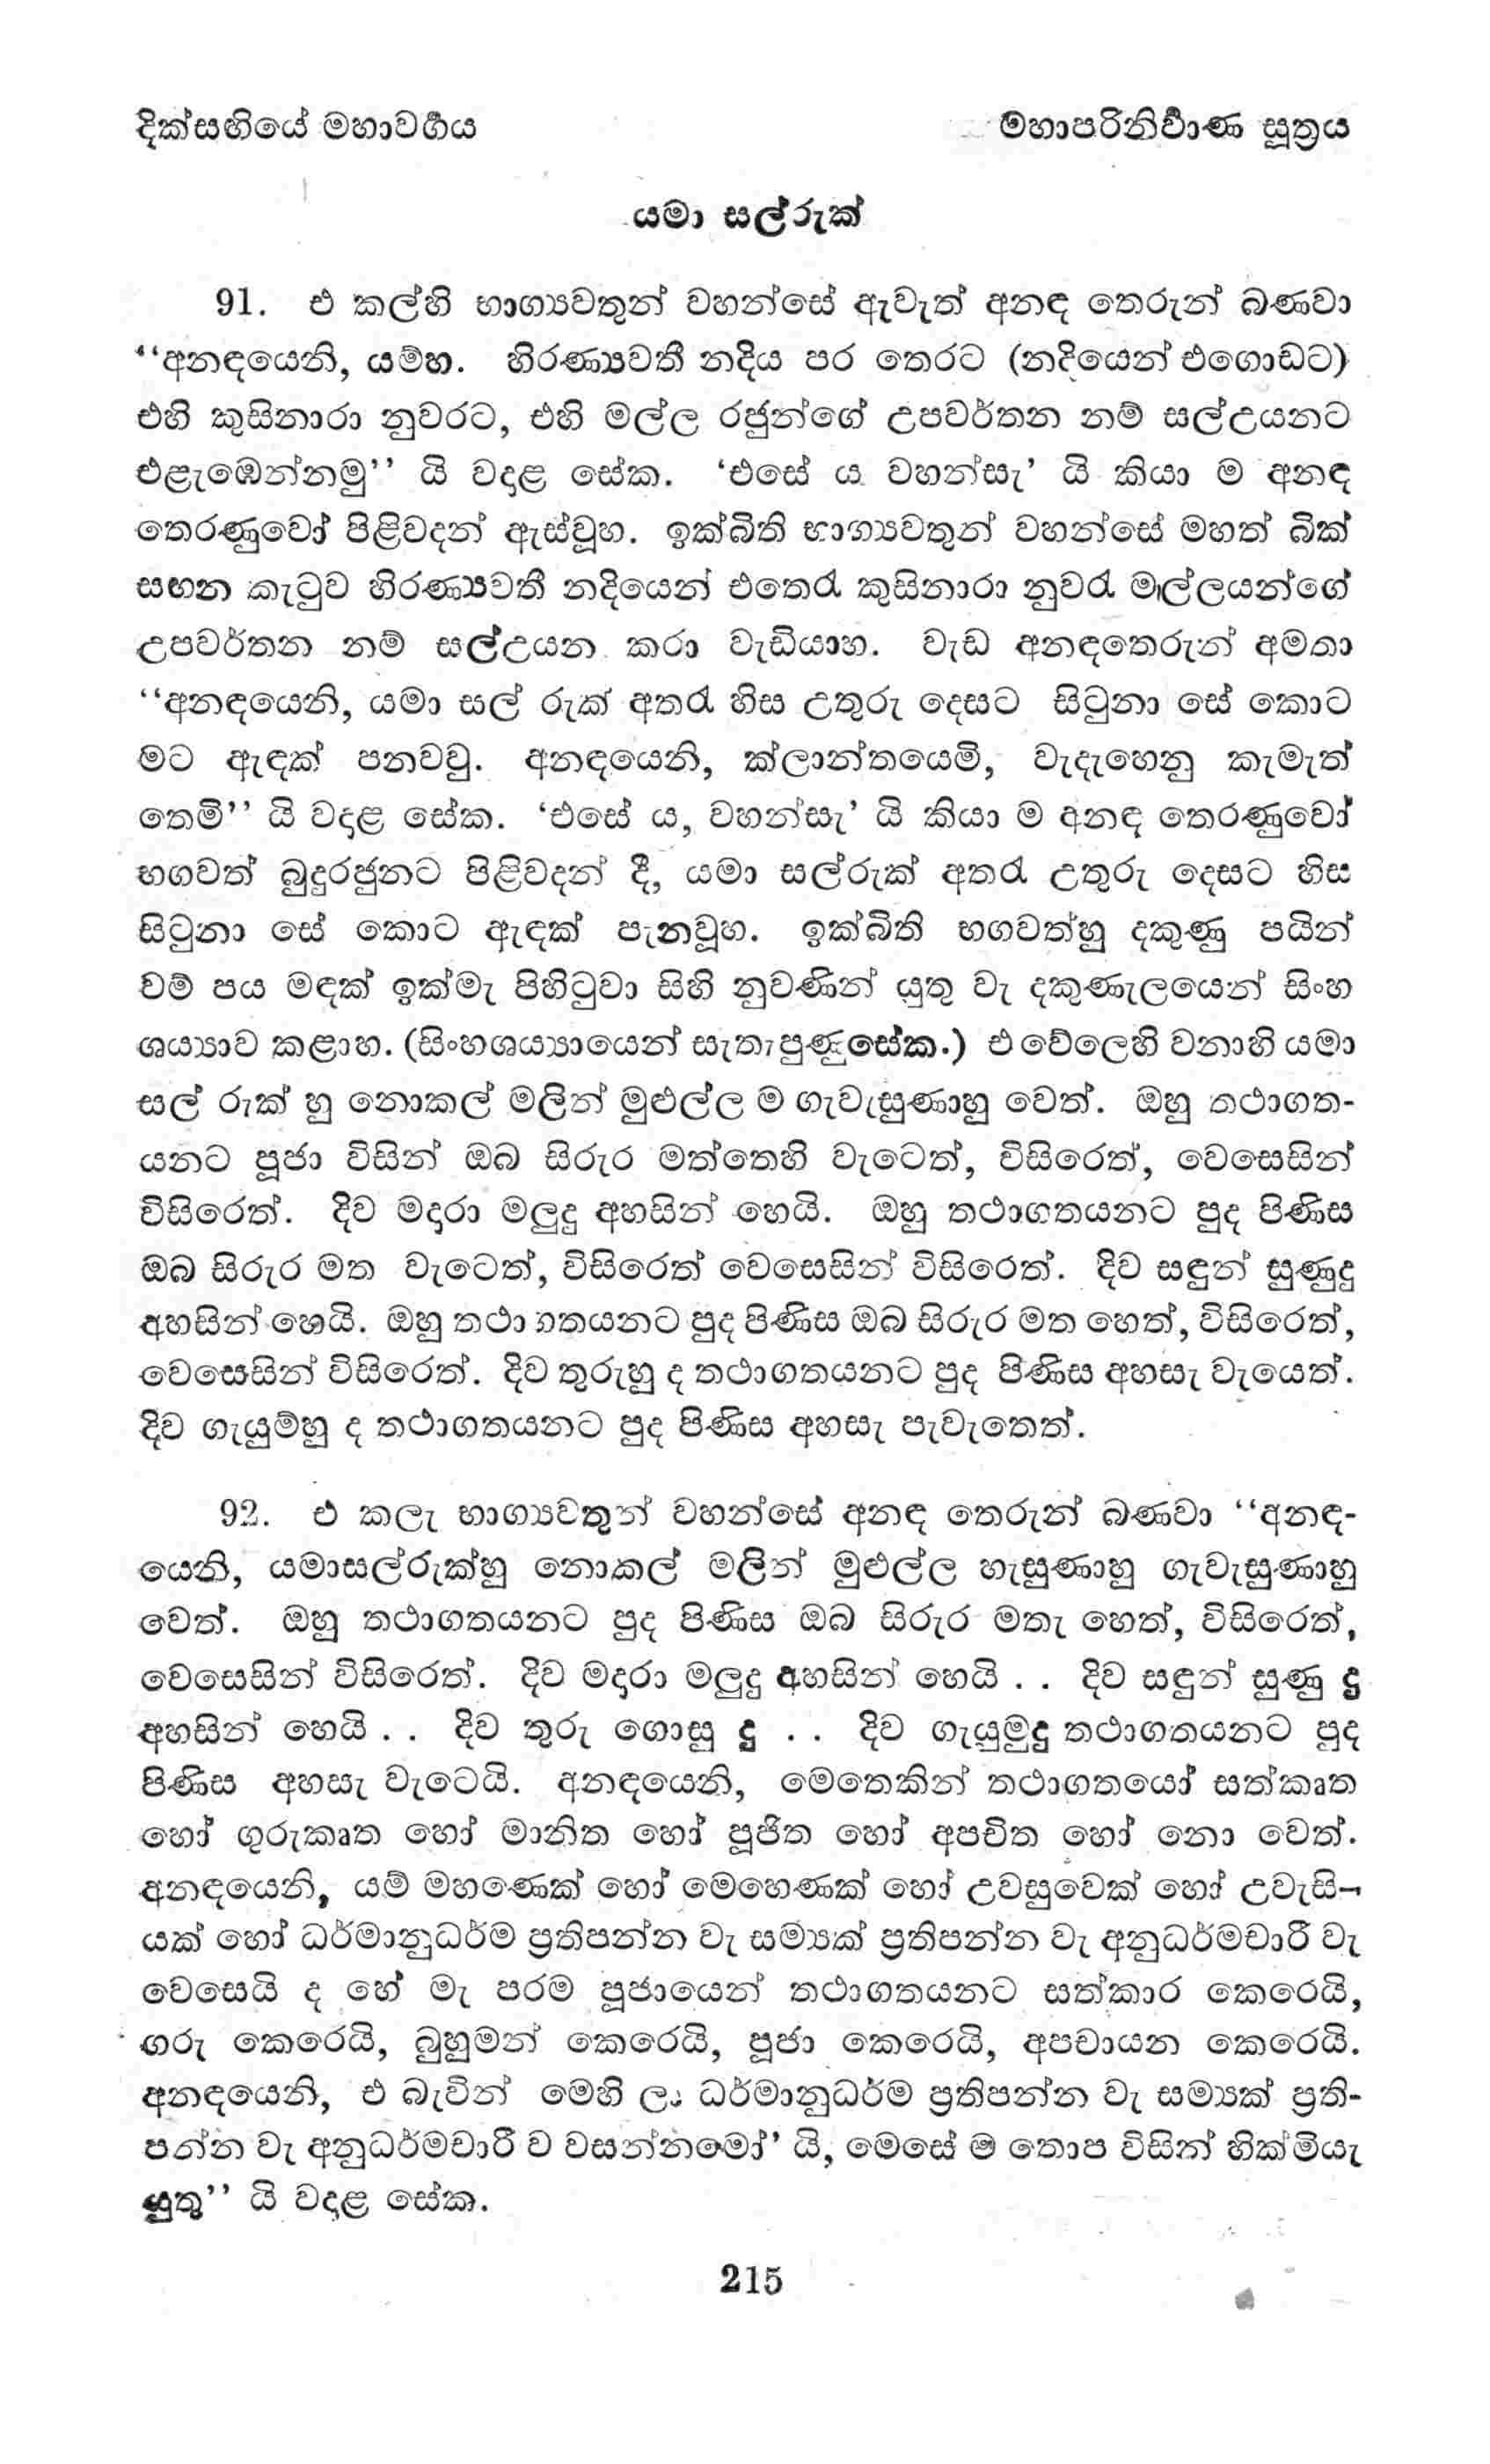 දික්සඟියේ මහාවර්‍ගය
මහාපරිනිර්‍වාණ සූත්‍රය
යමා සල්රුක්
91. එ කල්හි භාග්‍යවතුන් වහන්සේ ඇවැත් අනඳ තෙරුන් බණවා
“අනඳයෙනි, යම්හ. හිරණ්‍යවතී නදිය පර තෙරට (නදියෙන් එගොඩට)
එහි කුසිනාරා නුවරට, එහි මල්ල රජුන්ගේ උපවර්තන නම් සල්උයනට
එළැඹෙන්නමු” යි වදාළ සේක. ‘එසේ ය වහන්සැ’ යි කියා ම අනඳ
තෙරණුවෝ පිළිවදන් ඇස්වූහ. ඉක්බිති භාග්‍යවතුන් වහන්සේ මහත් බික්
සඟන කැටුව හිරණ්‍යවතී නදියෙන් එතෙරැ කුසිනාරා නුවරැ මල්ලයන්ගේ
උපවර්තන නම් සල්උයන කරා වැඩියාහ. වැඩ අනඳතෙරුන් අමතා
“අනඳයෙනි, යමා සල් රුක් අතරැ හිස උතුරු දෙසට සිටුනා සේ කොට
මට ඇඳක් පනවවු. අනඳයෙනි, ක්ලාන්තයෙමි, වැදැහෙනු කැමැත්
තෙමි” යි වදාළ සේක. ‘එසේ ය, වහන්සැ’ යි කියා ම අනඳ තෙරණුවෝ
භගවත් බුදුරජුනට පිළිවදන් දී, යමා සල්රුක් අතරැ උතුරු දෙසට හිස
සිටුනා සේ කොට ඇඳක් පැනවූහ. ඉක්බිති භගවත්හු දකුණු පයින්
වම් පය මඳක් ඉක්මැ පිහිටුවා සිහි නුවණින් යුතු වැ දකුණැලයෙන් සිංහ
ශය්‍යාව කළාහ. (සිංහශය්‍යායෙන් සැතැපුණුසේක.) එ වේලෙහි වනාහි යමා
සල් රුක් හු නොකල් මලින් මුළුල්ල ම ගැවැසුණාහු වෙත්. ඔහු තථාගත-
යනට පූජා විසින් ඔබ සිරුර මත්තෙහි වැටෙත්, විසිරෙත්, වෙසෙසින්
විසිරෙත්. දිව මදාරා මලුදු අහසින් හෙයි. ඔහු තථාගතයනට පුද පිණිස
ඔබ සිරුර මත වැටෙත්, විසිරෙත් වෙසෙසින් විසිරෙත්. දිව සඳුන් සුණුදු
අහසින් හෙයි. ඔහු තථාගතයනට පුද පිණිස ඔබ සිරුර මත හෙත්, විසිරෙත්,
වෙසෙසින් විසිරෙත්. දිව තුරුහු ද තථාගතයනට පුද පිණිස අහසැ වැයෙත්.
දිව ගැයුම්හු ද තථාගතයනට පුද පිණිස අහසැ පැවැතෙත්.
92. එ කලැ භාග්‍යවතුන් වහන්සේ අනඳ තෙරුන් බණවා “අනඳ-
යෙනි, යමාසල්රුක්හු නොකල් මලින් මුළුල්ල හැසුණාහු ගැවැසුණාහු
වෙත්. ඔහු තථාගතයනට පුද පිණිස ඔබ සිරුර මතැ හෙත්, විසිරෙත්,
වෙසෙසින් විසිරෙත්. දිව මදාරා මලුදු අහසින් හෙයි . . දිව සඳුන් සුණු දු
අහසින් හෙයි . . දිව තුරු ගොසු දු . . දිව ගැයුමුදු තථාගතයනට පුද
පිණිස අහසැ වැටෙයි. අනඳයෙනි, මෙතෙකින් තථාගතයෝ සත්කෘත
හෝ ගුරුකෘත හෝ මානිත හෝ පූජිත හෝ අපචිත හෝ නො වෙත්.
අනඳයෙනි, යම් මහණෙක් හෝ මෙහෙණක් හෝ උවසුවෙක් හෝ උවැසි-
යක් හෝ ධර්මානුධර්ම ප්‍රතිපන්න වැ සම්‍යක් ප්‍රතිපන්න වැ අනුධර්මචාරී වැ
වෙසෙයි ද හේ මැ පරම පූජායෙන් තථාගතයනට සත්කාර කෙරෙයි,
ගරු කෙරෙයි, බුහුමන් කෙරෙයි, පූජා කෙරෙයි, අපචායන කෙරෙයි.
අනඳයෙනි, එ බැවින් මෙහි ලා ධර්මානුධර්ම ප්‍රතිපන්න වැ සම්‍යක් ප්‍රති-
පන්න වැ අනුධර්මචාරී ව වසන්නමෝ’ යි, මෙසේ ම තොප විසින් හික්මියැ
යුතු” යි වදාළ සේක.
215